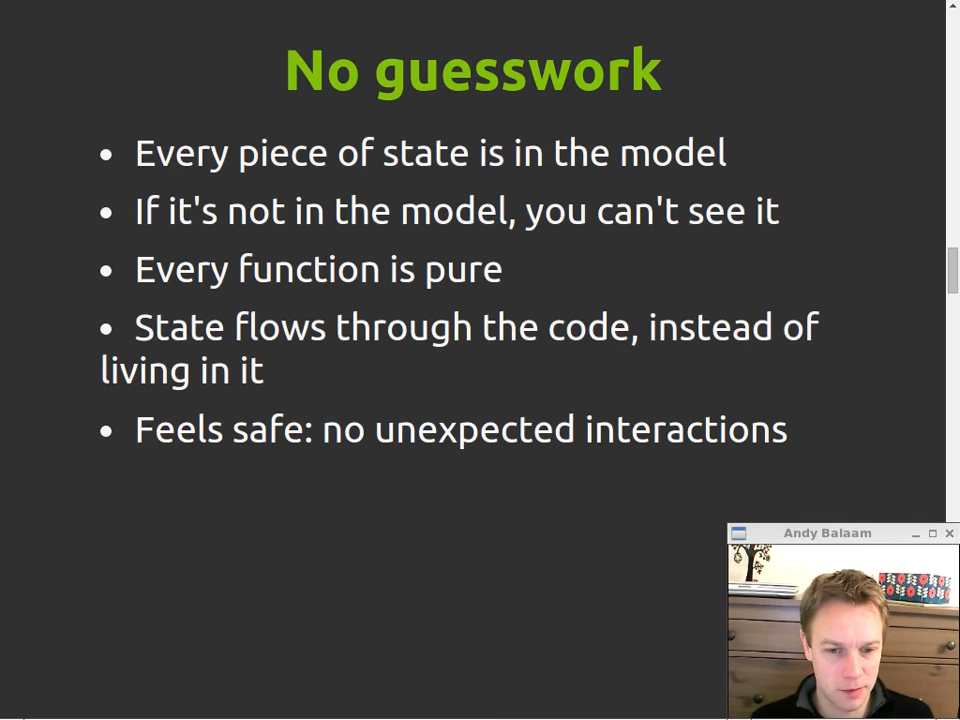 No guesswork
• Every piece of state is in the model
• If it's not in the model, you can't see it
• Every function is pure
• State flows through the code, instead of
living in it
• Feels safe: no unexpected interactions
Andy Balaam